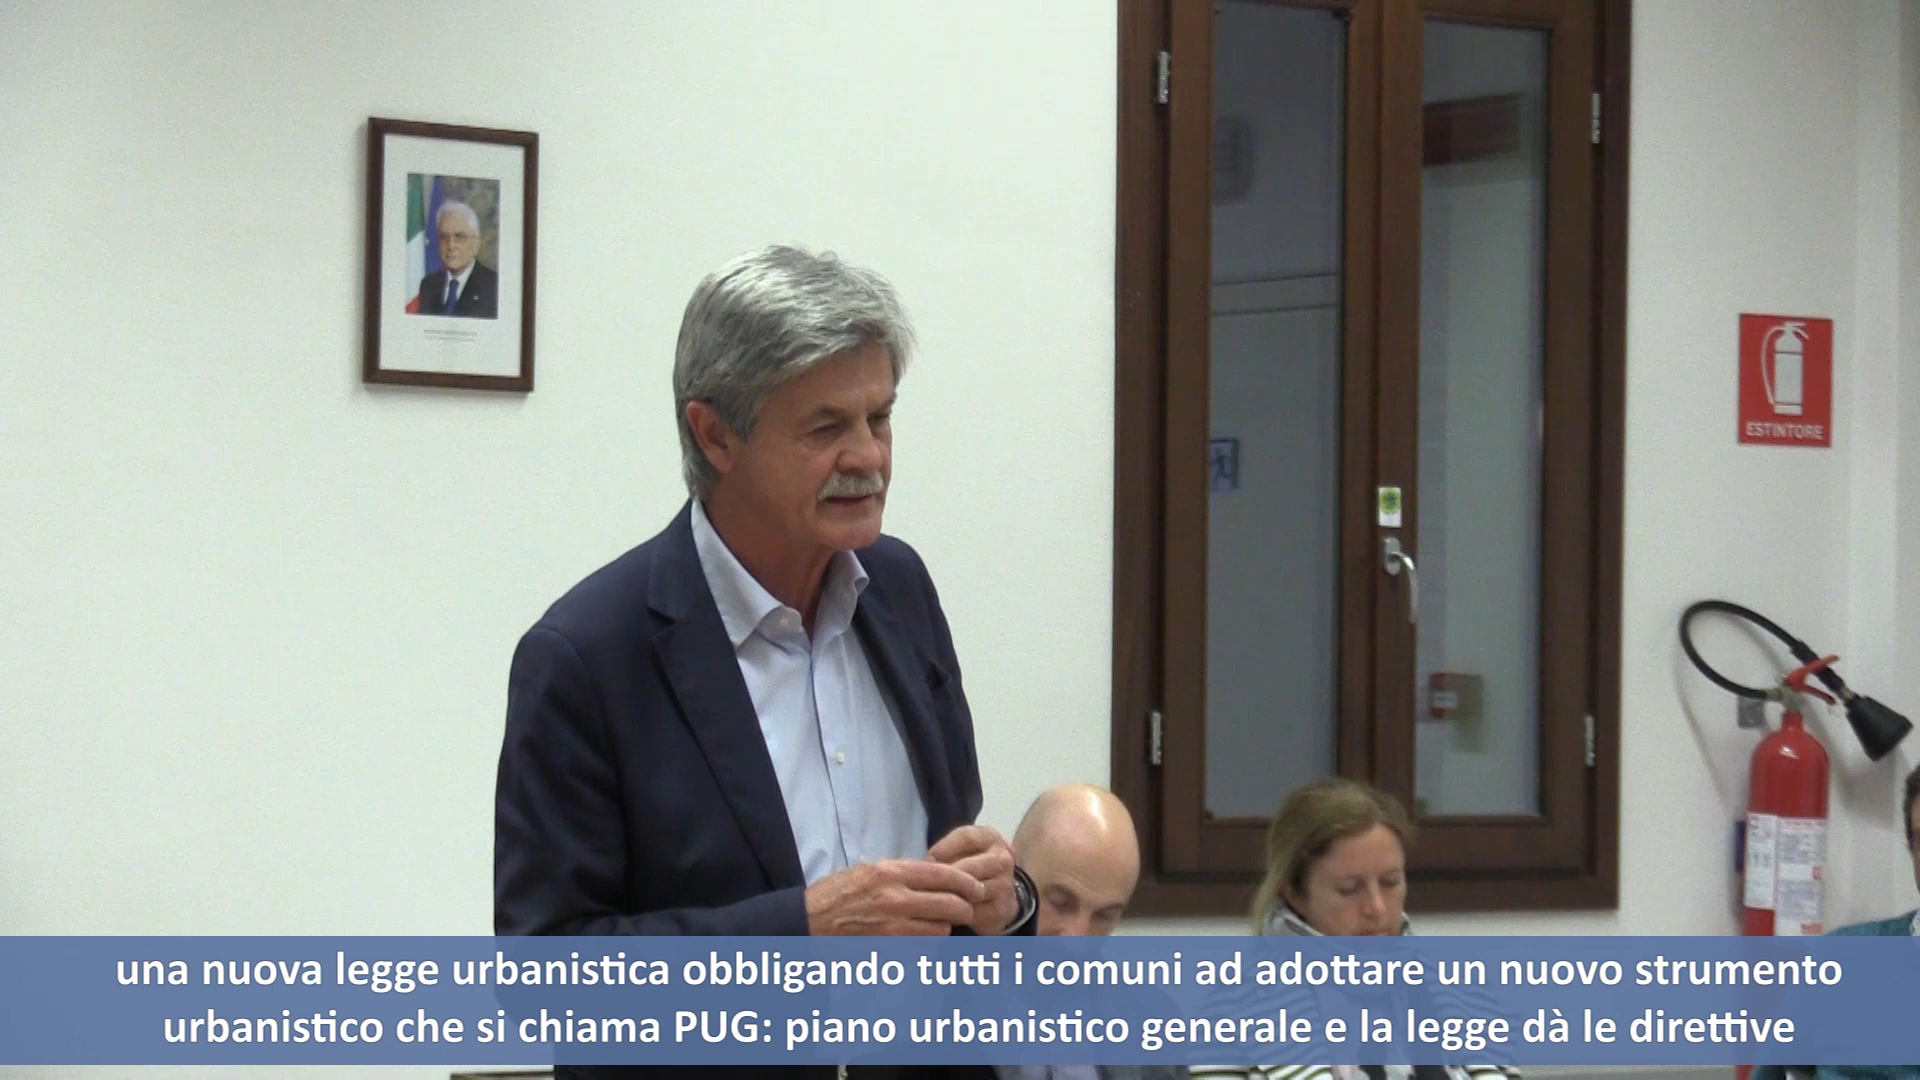 ESTINTORE
una nuova legge urbanistica obbligando tutti i comuni ad adottare un nuovo strumento
urbanistico che si chiama PUG: piano urbanistico generale e la legge dà le direttive